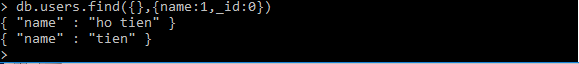 > db.users.find({},{name:1,_id:0})
{ "name" : "ho tien" }
{ "name" : "tien" }
>